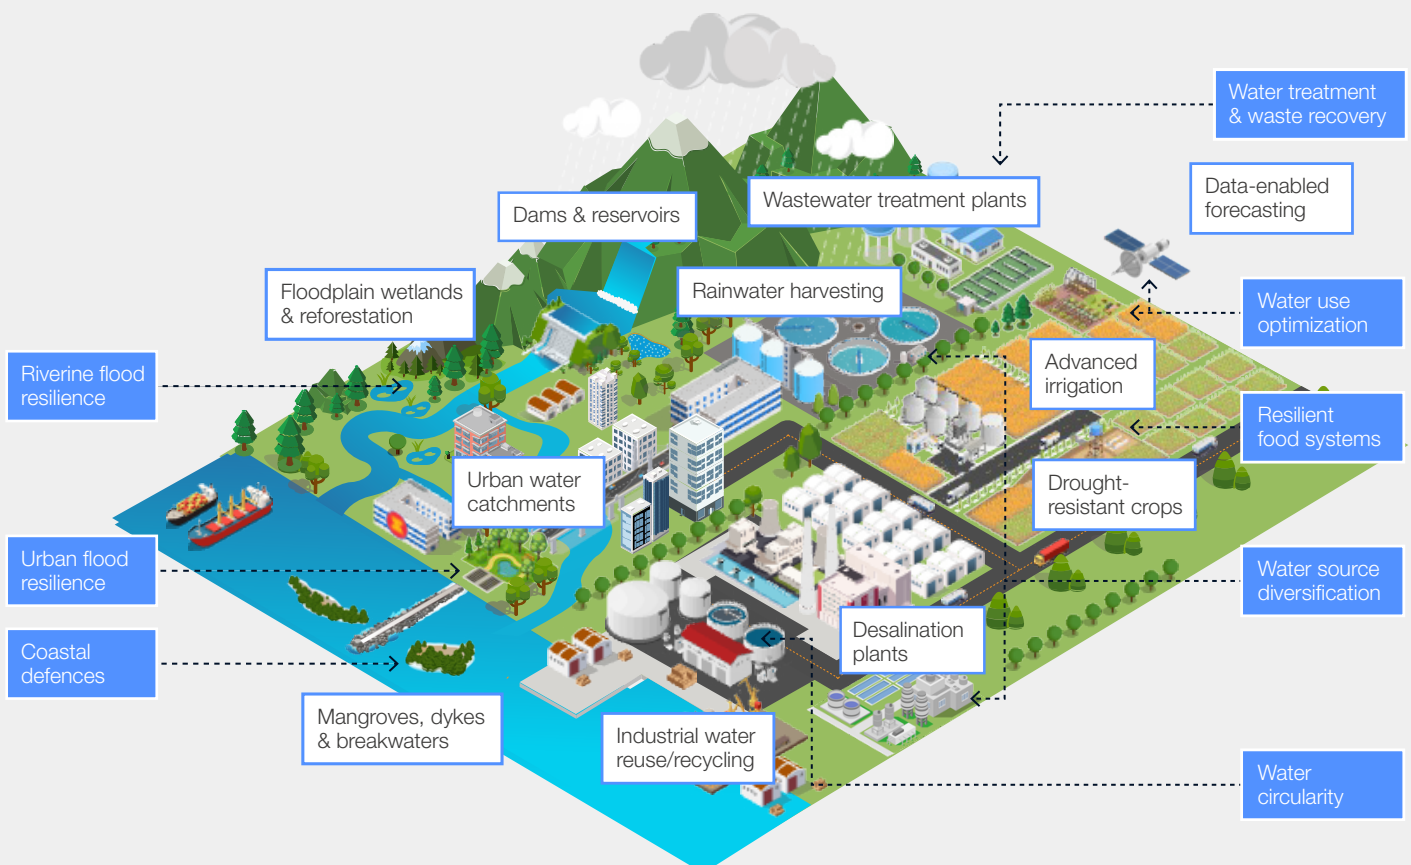 Water treatment
& waste recovery
Data-enabled
forecasting
Wastewater treatment plants
Dams & reservoirs
Floodplain wetlands
& reforestation
Rainwater harvesting
Water use
optimization
Riverine flood
resilience
Advanced
irrigation
Resilient
food systems
Urban water
catchments
Drought-
resistant crops
Urban flood
resilience
Water source
diversification
Coastal
defences
Desalination
plants
Mangroves, dykes
& breakwaters
Industrial water
reuse/recycling
Water
circularity